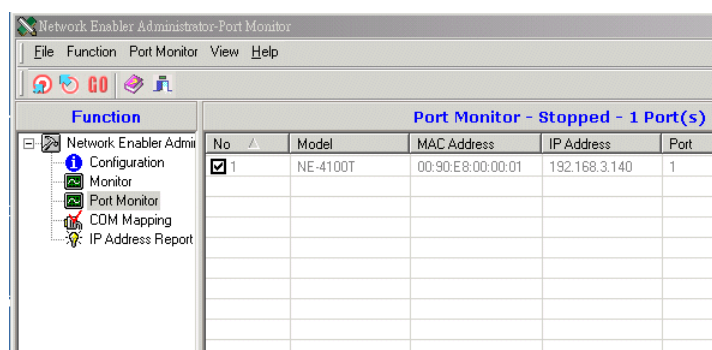 Network Enabler Administrator-Port Monitor
File Function Port Monitor View Help
GO
Function
Port Monitor - Stopped - 1 Port(s)
Network Enabler Admi
Configuration
Monitor
Port Monitor
COM Mapping
IP Address Report
No Model MAC Address IP Address Port
1 NE-4100T 00:90:E8:00:00:01 192.168.3.140 1